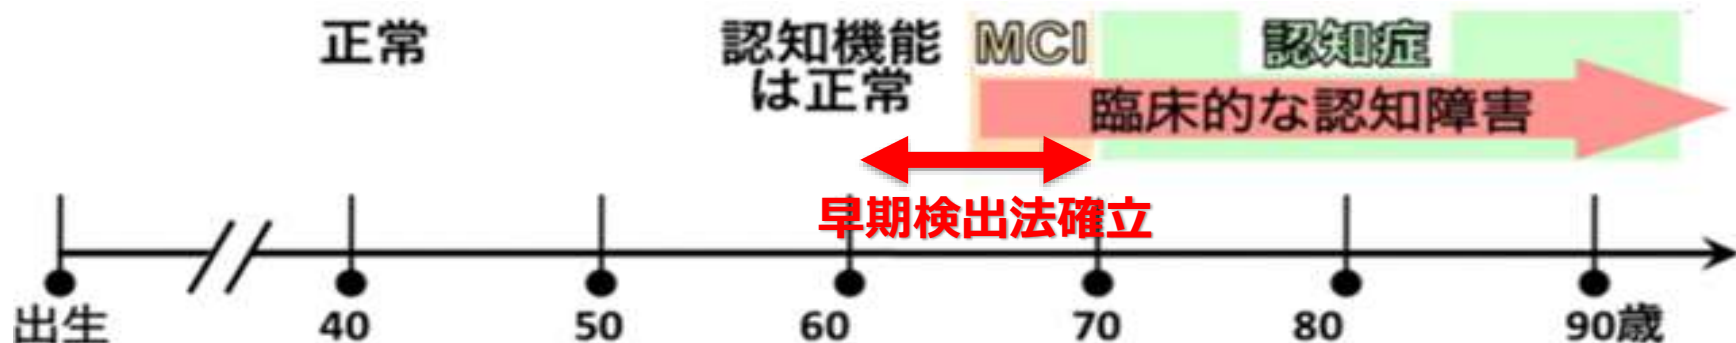 正常
認知機能
は正常
MCI
認知症
臨床的な認知障害
早期検出法確立
出生
40
50
60
70
80
90歳